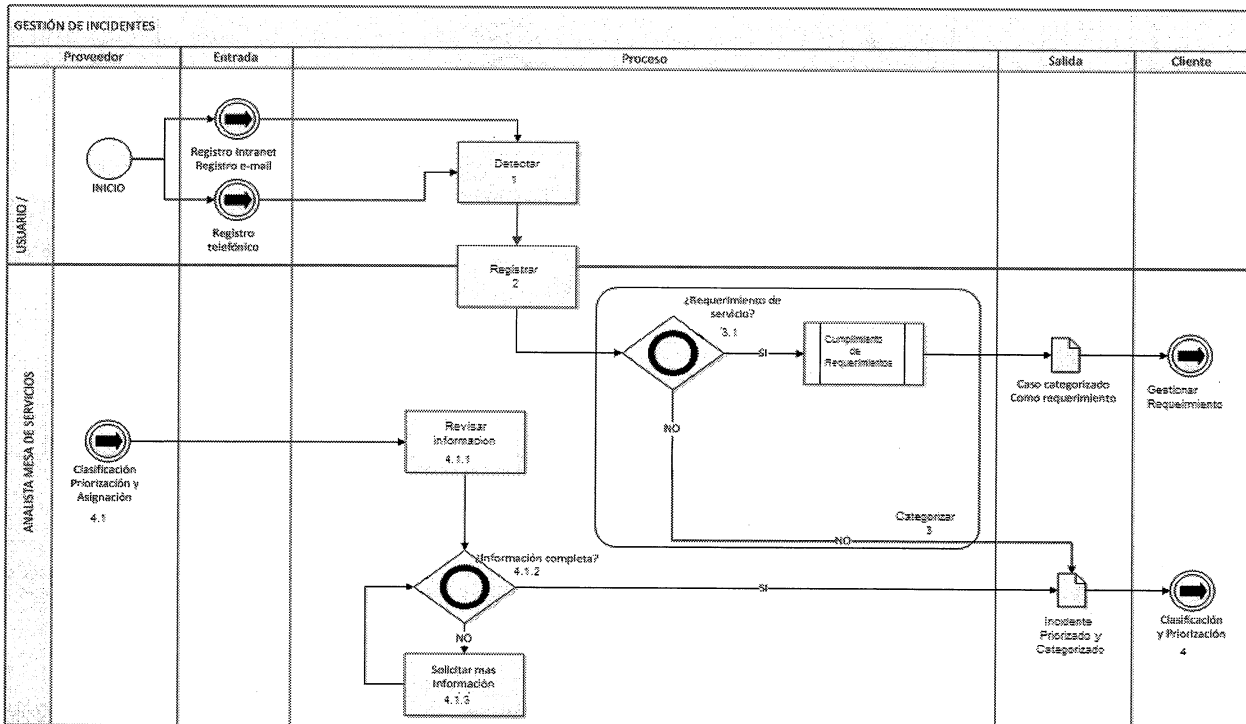 GESTIÓN DE INCIDENTES
Proveedor
Entrada
Proceso
Salida
Cliente
USUARIO /
INICIO
Registro Intranet
Registro e-mail
Registro
telefónico
Detectar
1
Registrar
2
ANALISTA MESA DE SERVICIOS
¿Requerimiento de
servicio?
3.1
SI
Cumplimiento
de
Requerimientos
Caso categorizado
Como requerimiento
Gestionar
Requeimiento
NO
Categorizar
3
NO
Clasificación
Priorización y
Asignación
4.1
Revisar
informacion
4.1.1
¿Información completa?
4.1.2
SI
NO
Solicitar mas
Información
4.1.3
Incidente
Priorizado y
Categorizado
Clasificación
y Priorización
4